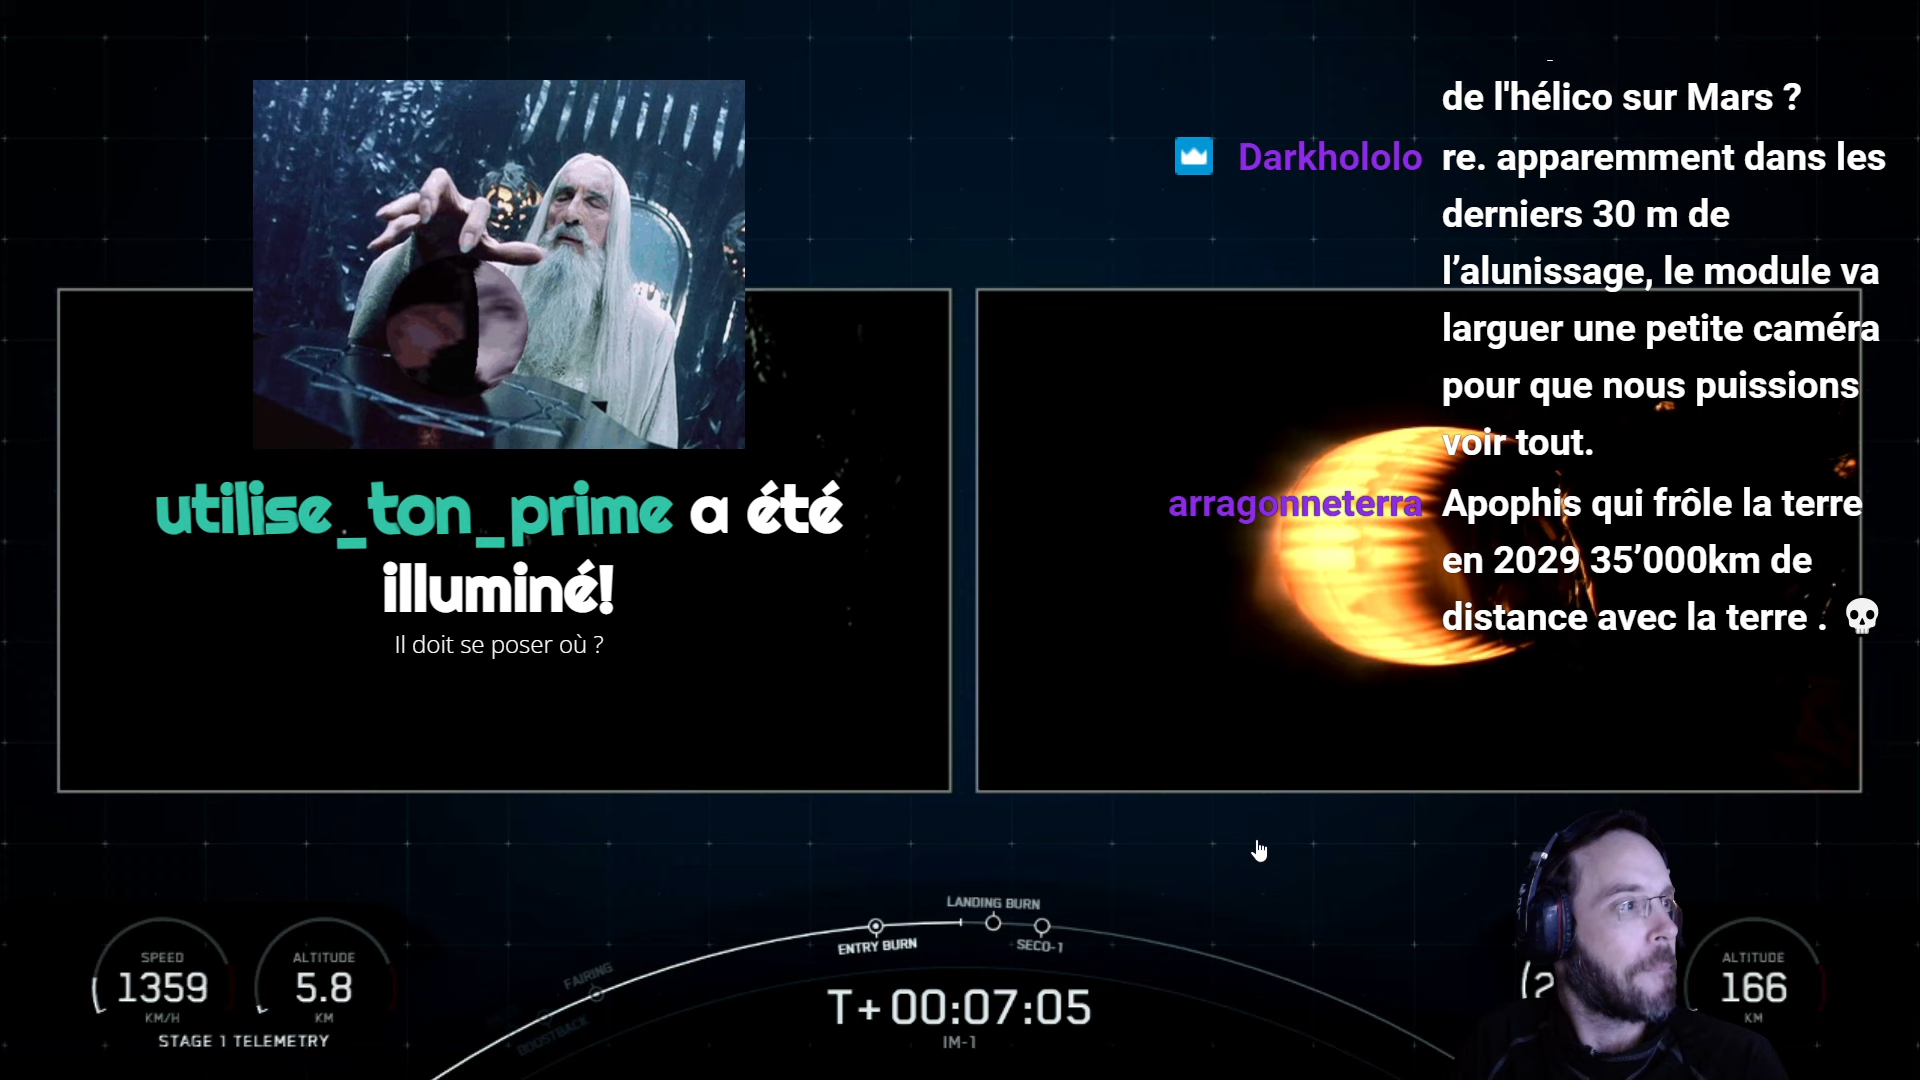 de l'hélico sur Mars ?
Darkhololo re. apparemment dans les
derniers 30 m de
l’alunissage, le module va
larguer une petite caméra
pour que nous puissions
voir tout.
arragonneterra Apophis qui frôle la terre
en 2029 35’000km de
distance avec la terre . 💀
utilise_ton_prime a été
illuminé!
Il doit se poser où ?
LANDING BURN
ENTRY BURN
SECO-1
FAIRING
BOOSTBACK
SPEED
1359
KM/H
ALTITUDE
5.8
KM
STAGE 1 TELEMETRY
T+ 00:07:05
IM-1
ALTITUDE
166
KM